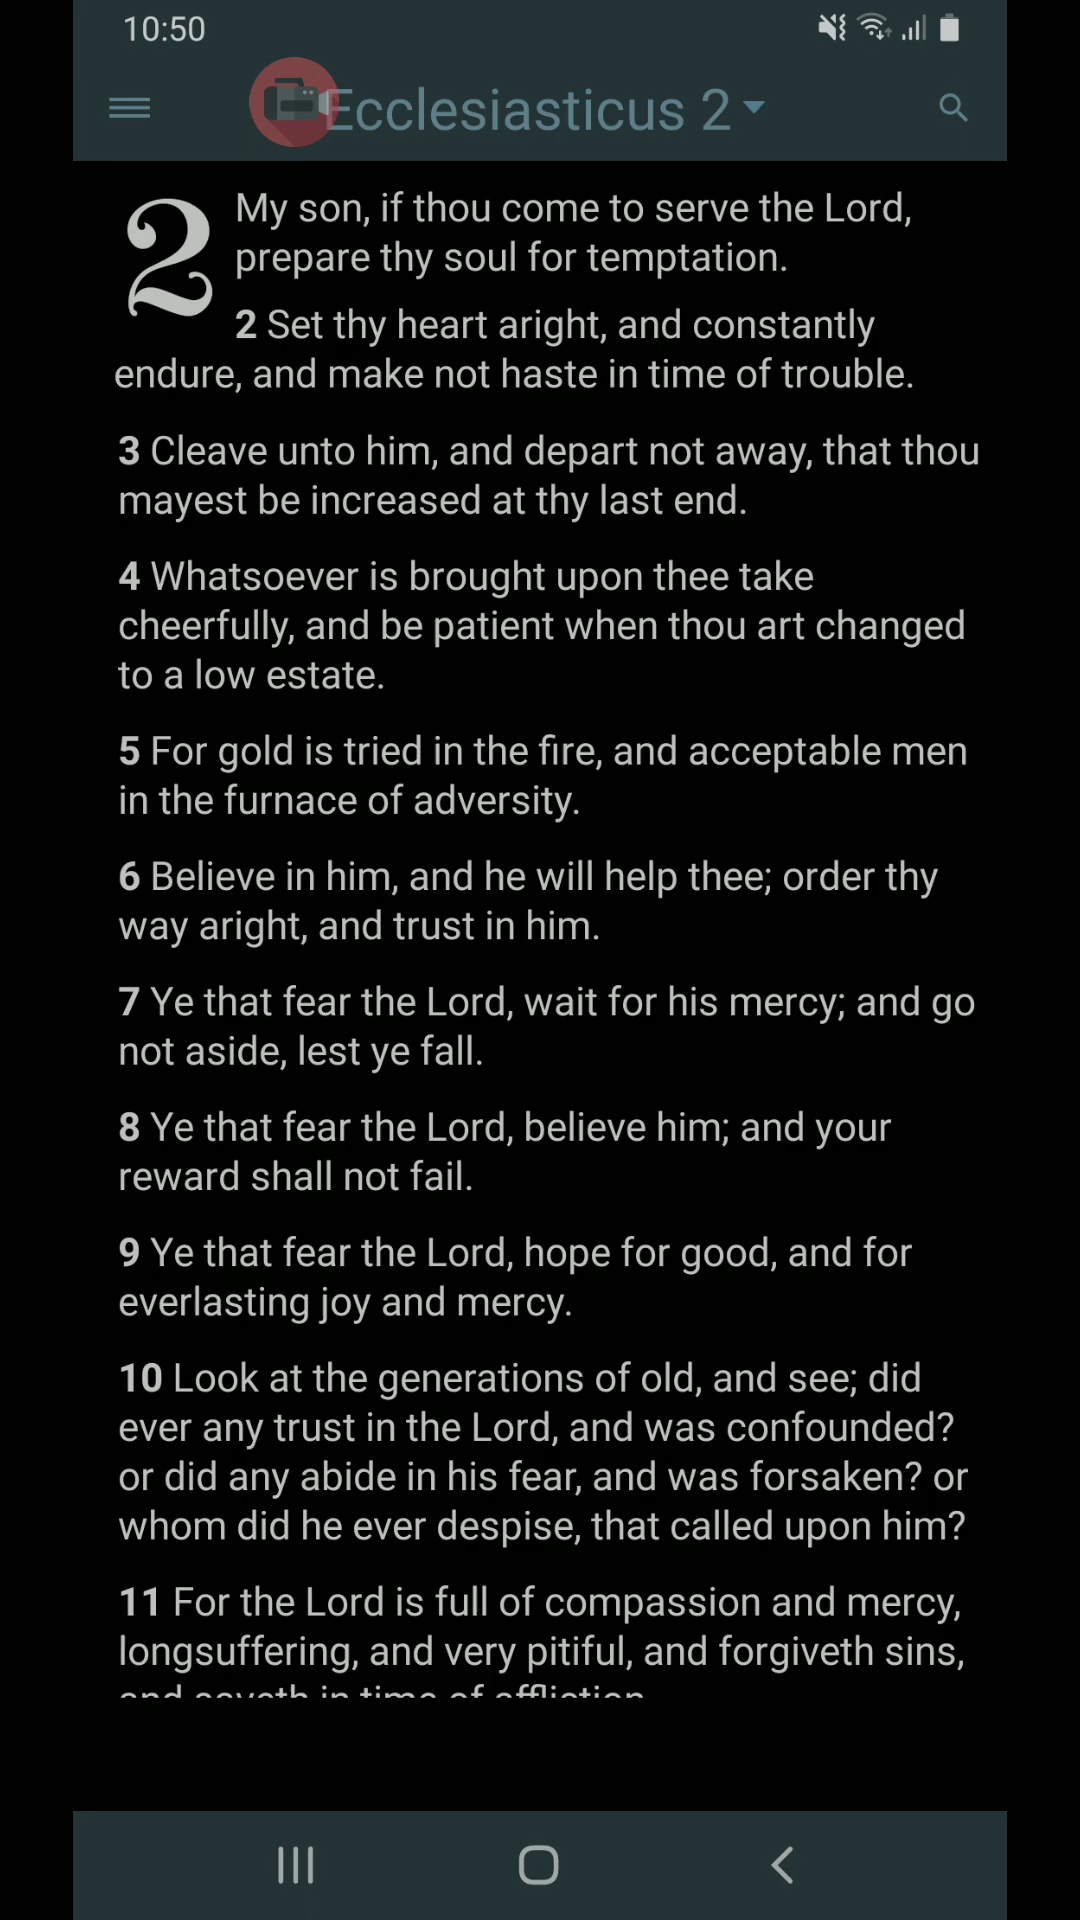 10:50
Ecclesiasticus 2
2 My son, if thou come to serve the Lord,
prepare thy soul for temptation.
2 Set thy heart aright, and constantly
endure, and make not haste in time of trouble.
3 Cleave unto him, and depart not away, that thou
mayest be increased at thy last end.
4 Whatsoever is brought upon thee take
cheerfully, and be patient when thou art changed
to a low estate.
5 For gold is tried in the fire, and acceptable men
in the furnace of adversity.
6 Believe in him, and he will help thee; order thy
way aright, and trust in him.
7 Ye that fear the Lord, wait for his mercy; and go
not aside, lest ye fall.
8 Ye that fear the Lord, believe him; and your
reward shall not fail.
9 Ye that fear the Lord, hope for good, and for
everlasting joy and mercy.
10 Look at the generations of old, and see; did
ever any trust in the Lord, and was confounded?
or did any abide in his fear, and was forsaken? or
whom did he ever despise, that called upon him?
11 For the Lord is full of compassion and mercy,
longsuffering, and very pitiful, and forgiveth sins,
and saveth in time of affliction